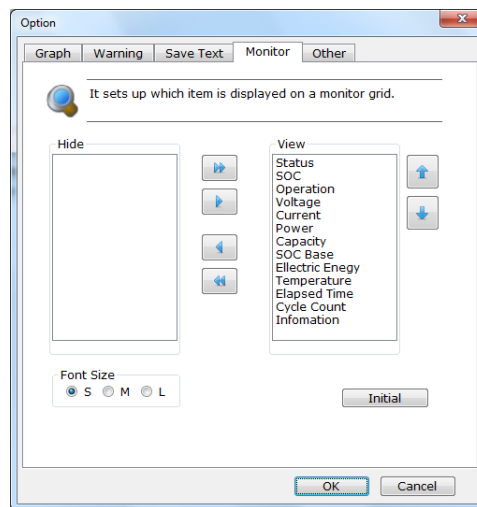 Option
Graph Warning Save Text Monitor Other
It sets up which item is displayed on a monitor grid.
Hide
View
Status
SOC
Operation
Voltage
Current
Power
Capacity
SOC Base
Ellectric Enegy
Temperature
Elapsed Time
Cycle Count
Infomation
Font Size
S M L
Initial
OK Cancel